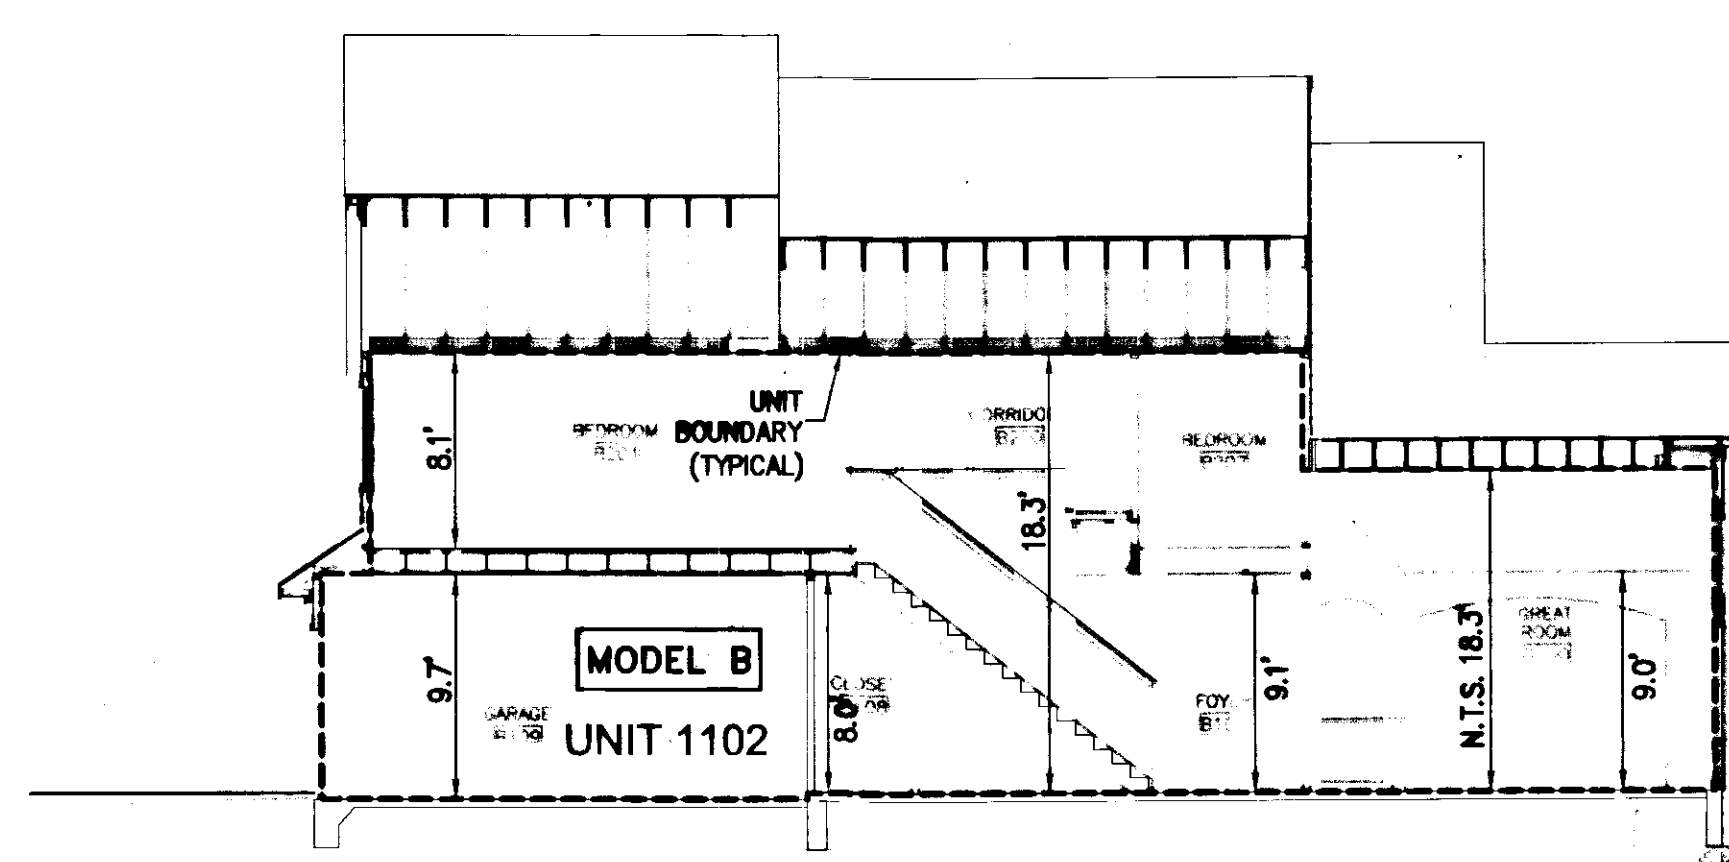 UNIT
BOUNDARY
(TYPICAL)
BEDROOM
8.1'
BEDROOM
18.3'
MODEL B
UNIT 1102
9.7'
GARAGE
8.0'
9.1'
N.T.S. 18.3'
GREAT
ROOM
9.0'